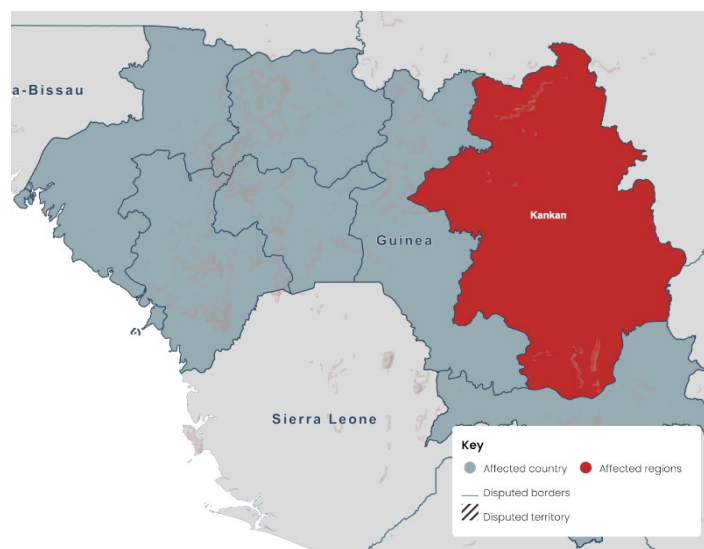 a-Bissau
Kankan
Guinea
Sierra Leone
Key
Affected country
Affected regions
Disputed borders
Disputed territory